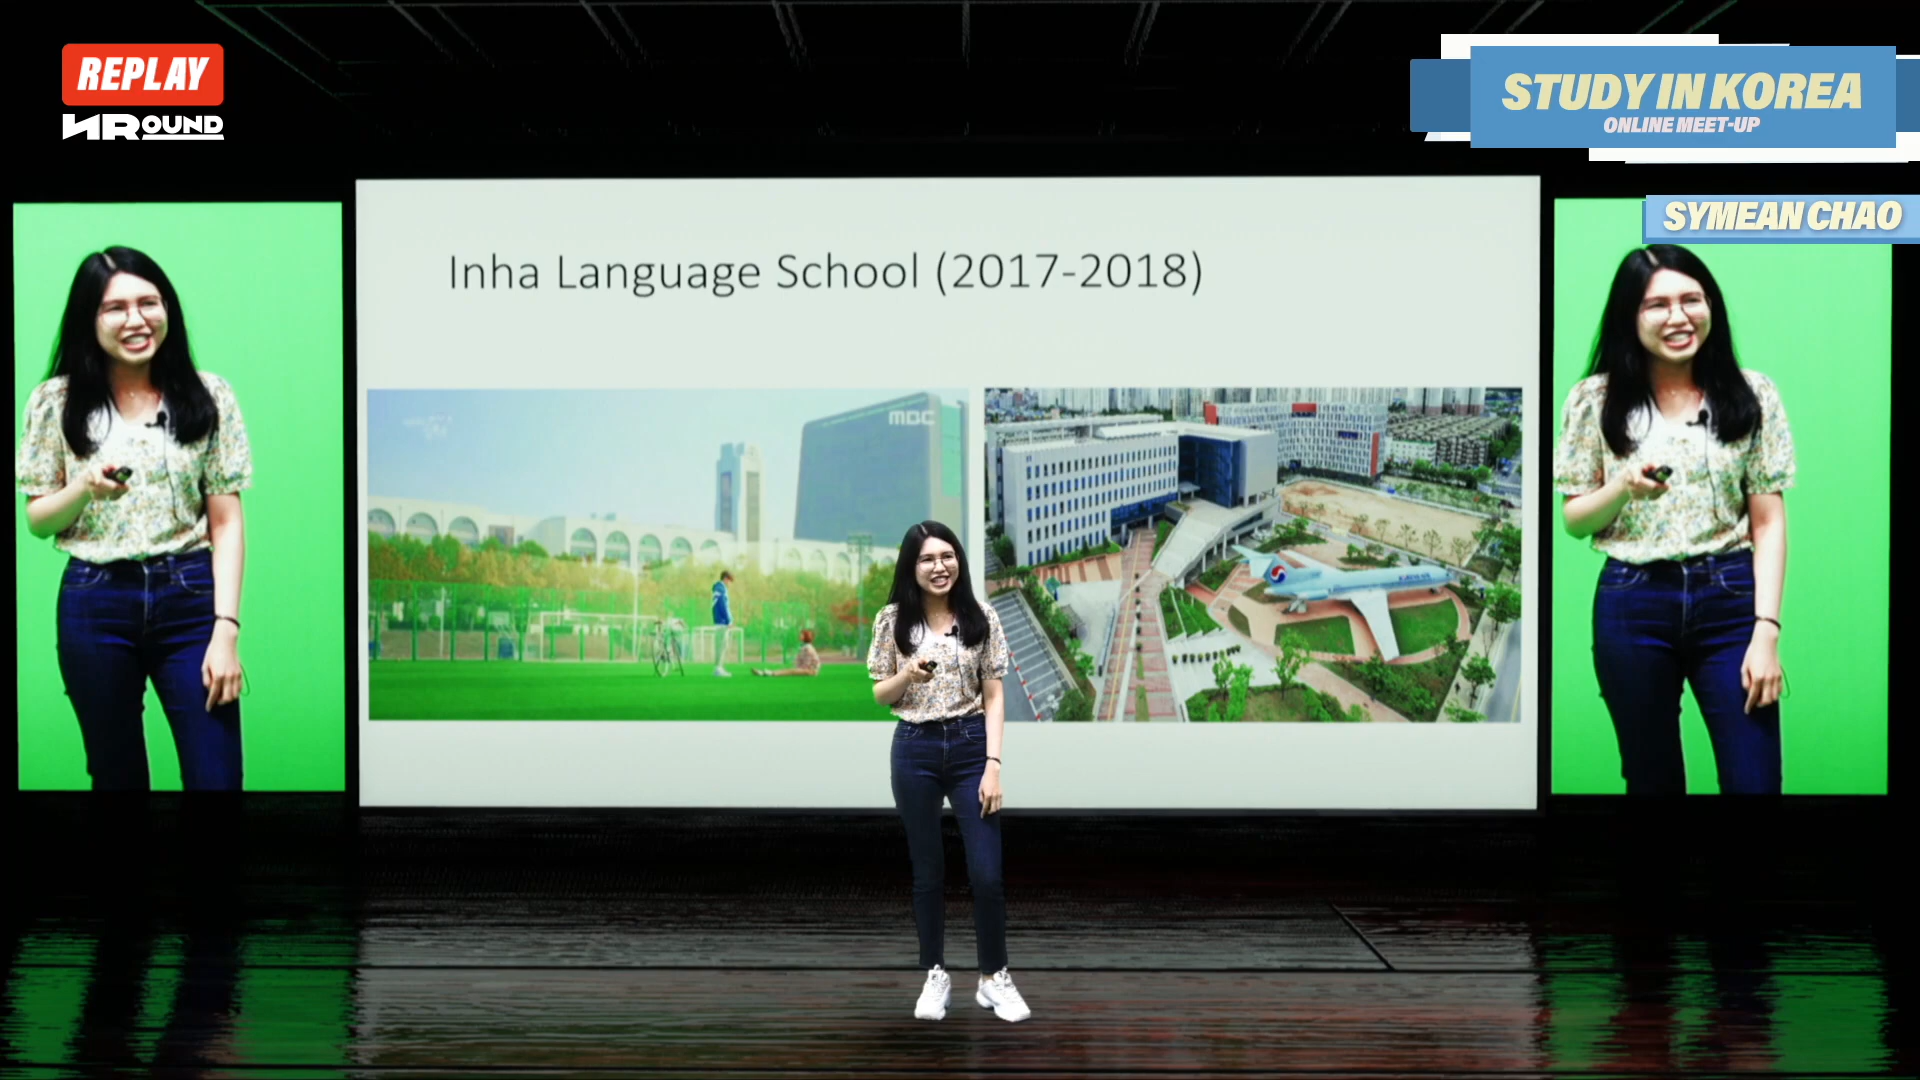 REPLAY
HROUND
STUDY IN KOREA
ONLINE MEET-UP
SYMEAN CHAO
Inha Language School (2017-2018)
MBC